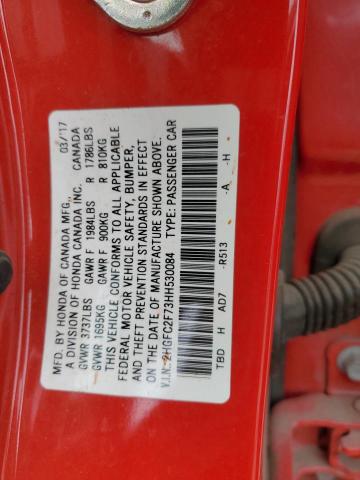 MFD. BY HONDA OF CANADA MFG., 03/'17
A DIVISION OF HONDA CANADA INC. CANADA
GVWR 3737LBS GAWR F 1984LBS R 1786LBS
GVWR 1695KG GAWR F 900KG R 810KG
THIS VEHICLE CONFORMS TO ALL APPLICABLE
FEDERAL MOTOR VEHICLE SAFETY, BUMPER,
AND THEFT PREVENTION STANDARDS IN EFFECT
ON THE DATE OF MANUFACTURE SHOWN ABOVE.
V.I.N.: 2HGFC2F73HH530084 TYPE: PASSENGER CAR
TBD H AD7 -R513 -A -H